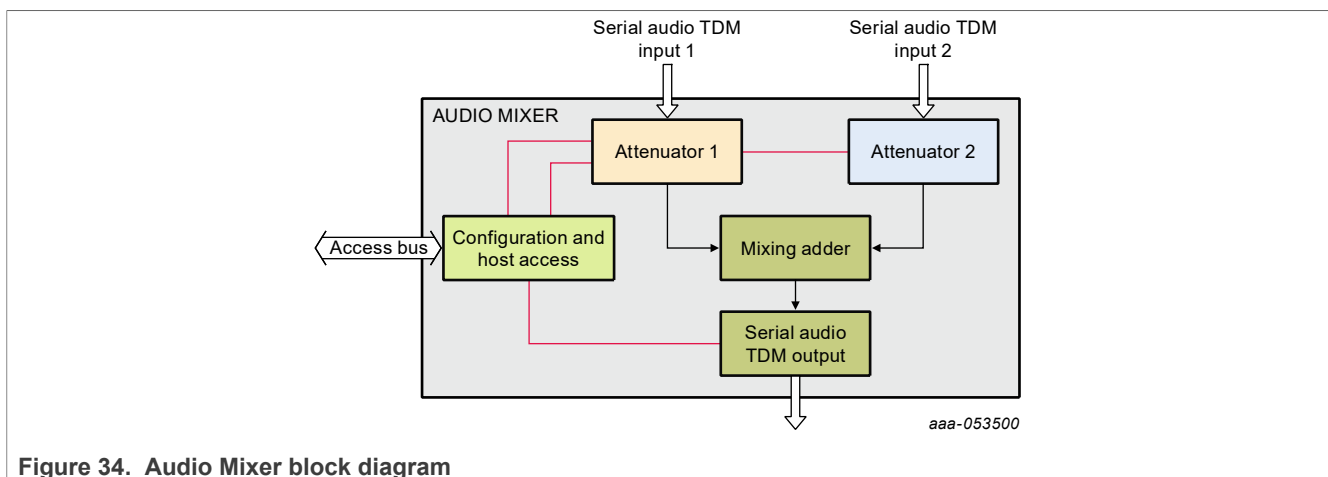 Serial audio TDM
input 1
Serial audio TDM
input 2
AUDIO MIXER
Attenuator 1
Attenuator 2
Access bus
Configuration and
host access
Mixing adder
Serial audio
TDM output
aaa-053500
Figure 34. Audio Mixer block diagram